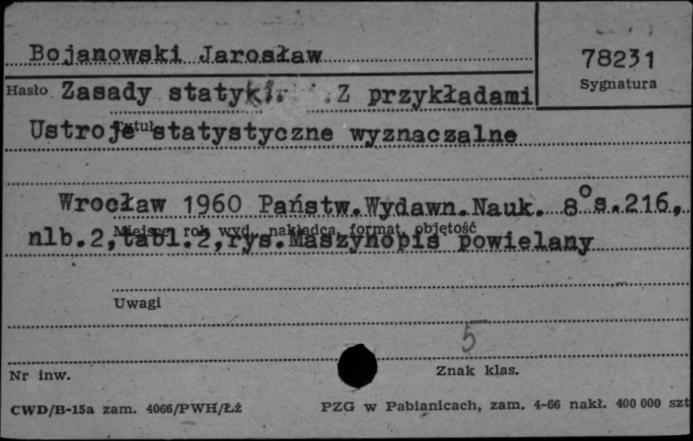 Bojanowski Jarosław
78231
Sygnatura
Hasło Zasady statyki. .Z przykładami
Tytuł
Ustroje statystyczne wyznaczalne
Wrocław 1960 Państw.Wydawn.Nauk. 8° s.216,
Miejsce, rok wyd., nakładca, format, objętość
nlb.2,tabl.2,rys.Maszynopis powielany
Uwagi
5
Nr inw.
Znak klas.
CWD/B-15a zam. 4066/PWH/Łż
PZG w Pabianicach, zam. 4-66 nakł. 400 000 szt